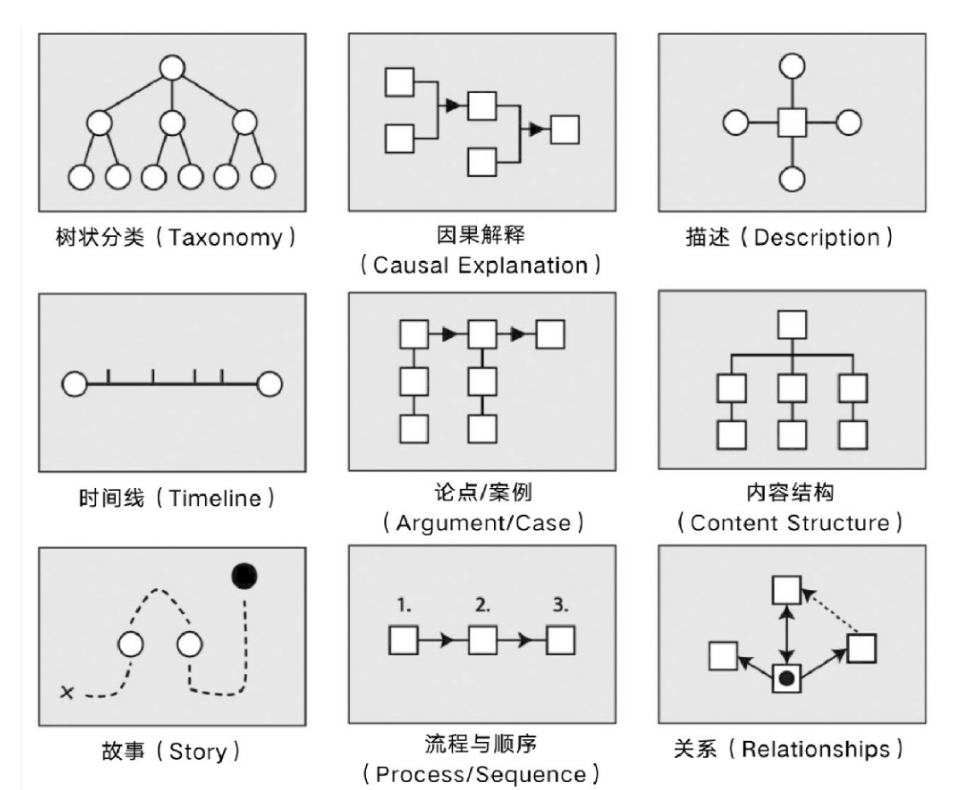 树状分类（Taxonomy）
因果解释
（Causal Explanation）
描述（Description）
时间线（Timeline）
论点/案例
（Argument/Case）
内容结构
（Content Structure）
故事（Story）
1. 2. 3.
流程与顺序
（Process/Sequence）
关系（Relationships）